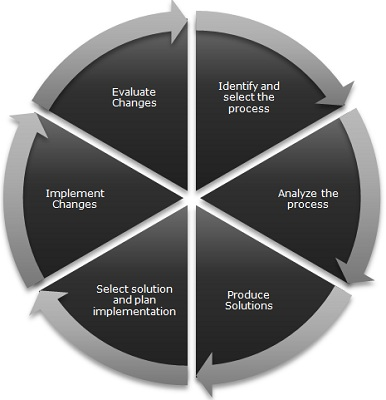 Identify and
select the
process
Analyze the
process
Produce
Solutions
Select solution
and plan
implementation
Implement
Changes
Evaluate
Changes